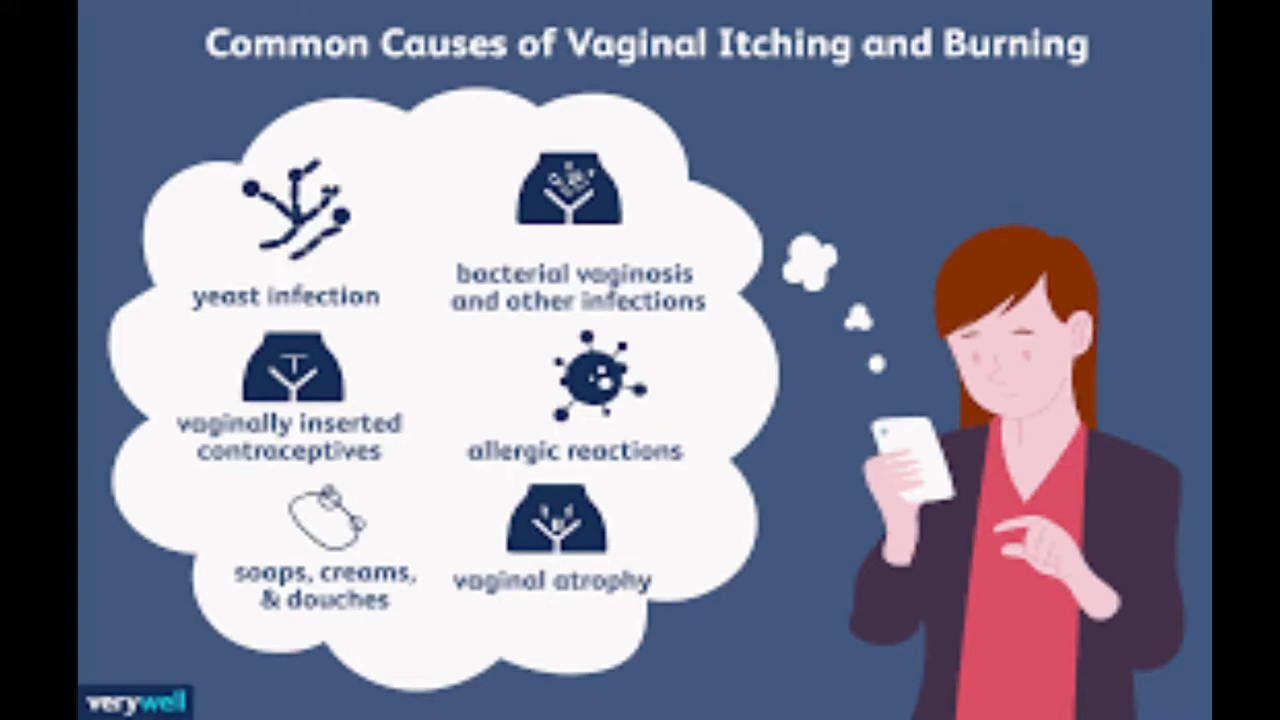 Common Causes of Vaginal Itching and Burning
yeast infection
bacterial vaginosis
and other infections
vaginally inserted
contraceptives
allergic reactions
soaps, creams,
& douches
vaginal atrophy
verywell